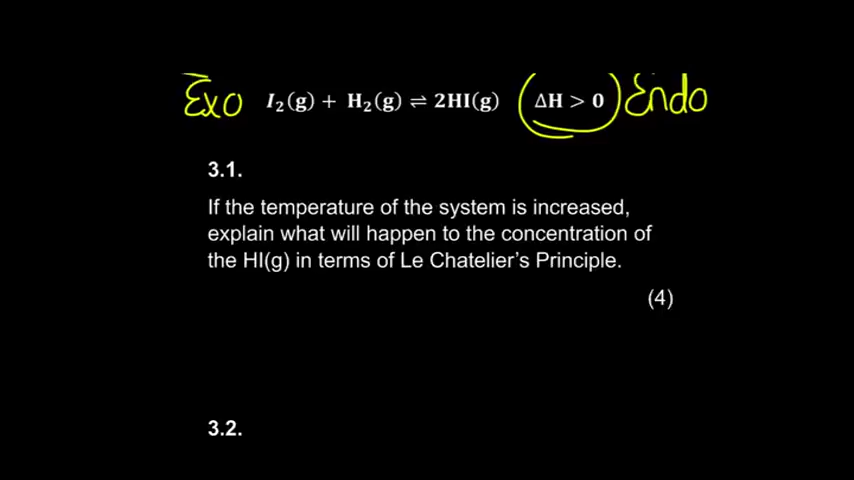 Exo I₂(g) + H₂(g) ⇌ 2HI(g) ΔH > 0 Endo
3.1.
If the temperature of the system is increased,
explain what will happen to the concentration of
the HI(g) in terms of Le Chatelier’s Principle.
(4)
3.2.